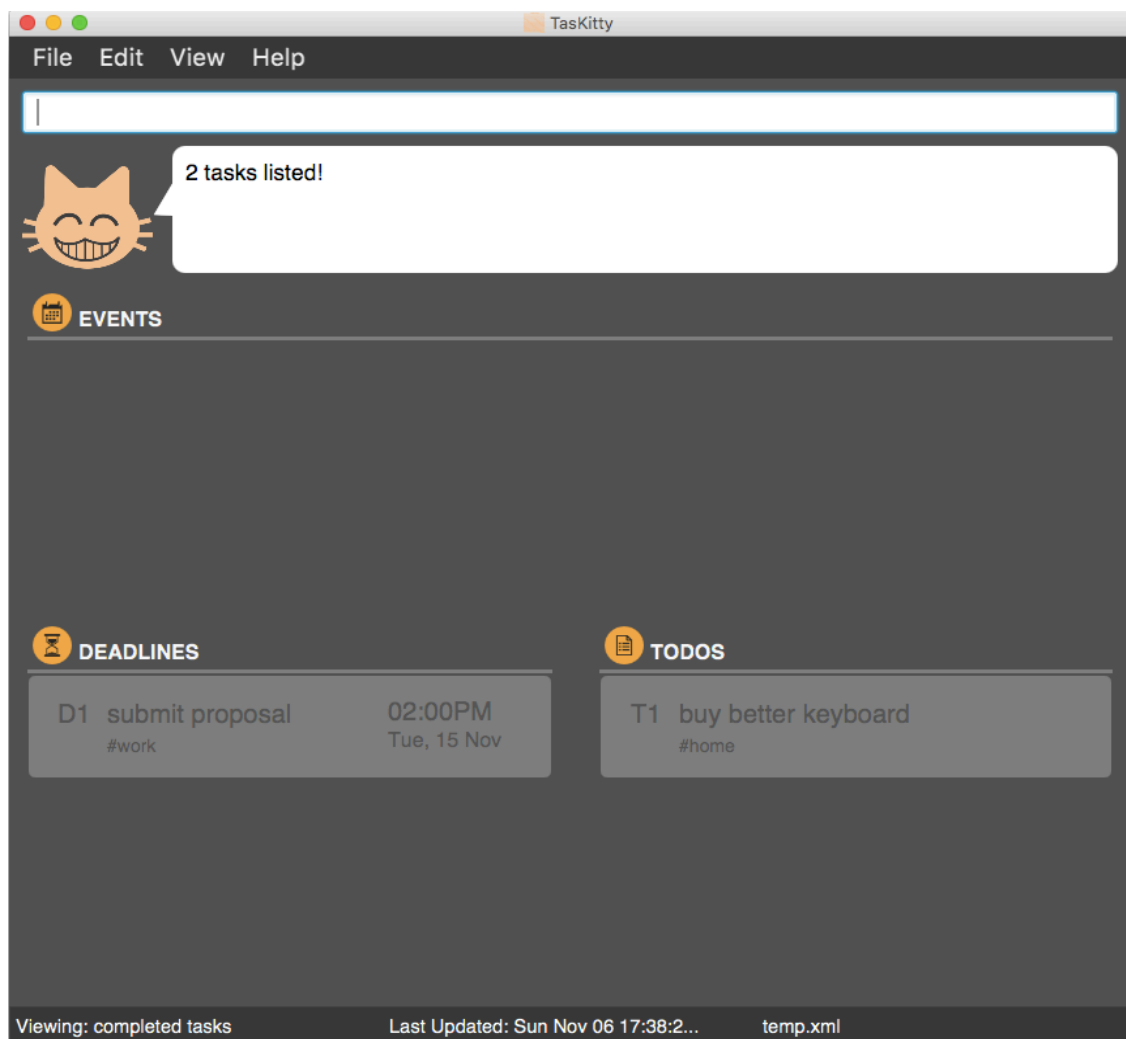 TasKitty
File Edit View Help
2 tasks listed!
EVENTS
DEADLINES
D1 submit proposal 02:00PM
#work Tue, 15 Nov
TODOS
T1 buy better keyboard
#home
Viewing: completed tasks Last Updated: Sun Nov 06 17:38:2... temp.xml